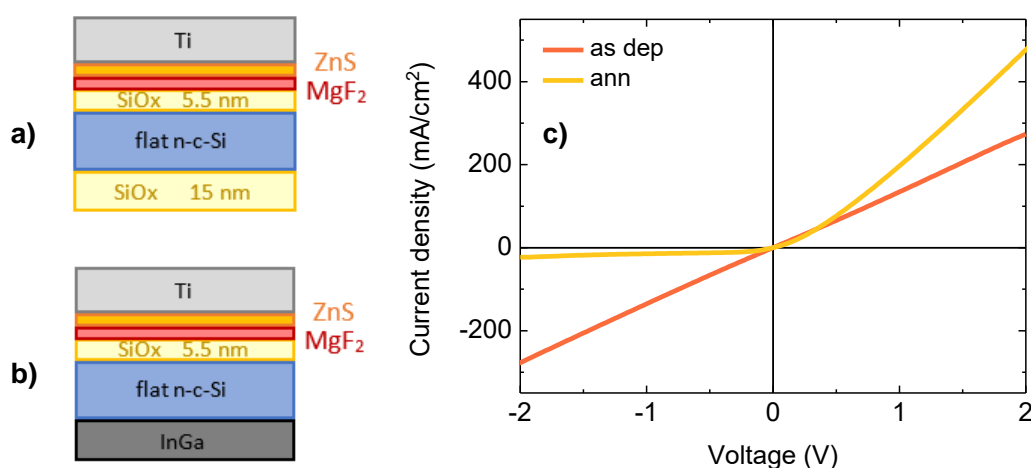 a)
Ti
ZnS
MgF₂
SiOx 5.5 nm
flat n-c-Si
SiOx 15 nm
b)
Ti
ZnS
MgF₂
SiOx 5.5 nm
flat n-c-Si
InGa
c)
as dep
ann
Current density (mA/cm²)
400
200
0
-200
-2
-1
0
1
2
Voltage (V)